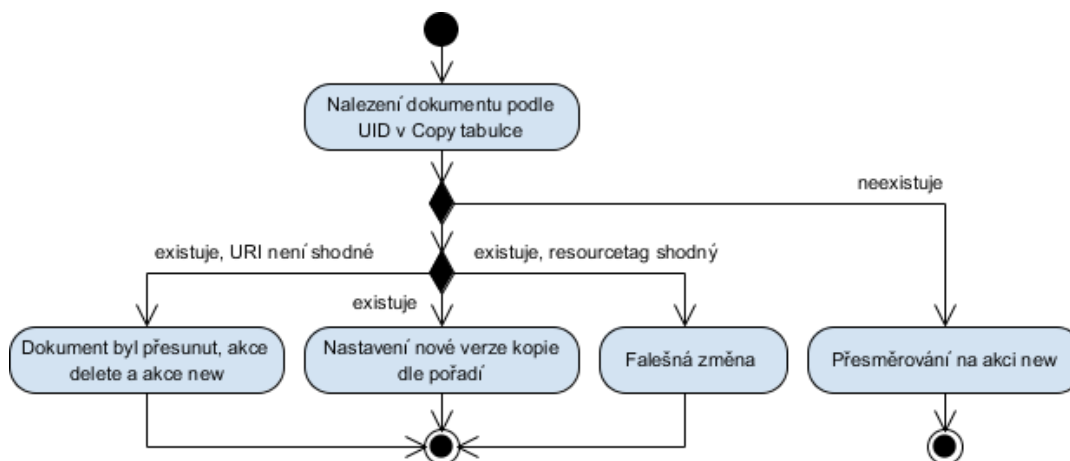 Nalezení dokumentu podle
UID v Copy tabulce
neexistuje
existuje, URI není shodné
existuje, resourcetag shodný
existuje
Dokument byl přesunut, akce
delete a akce new
Nastavení nové verze kopie
dle pořadí
Falešná změna
Přesměrování na akci new